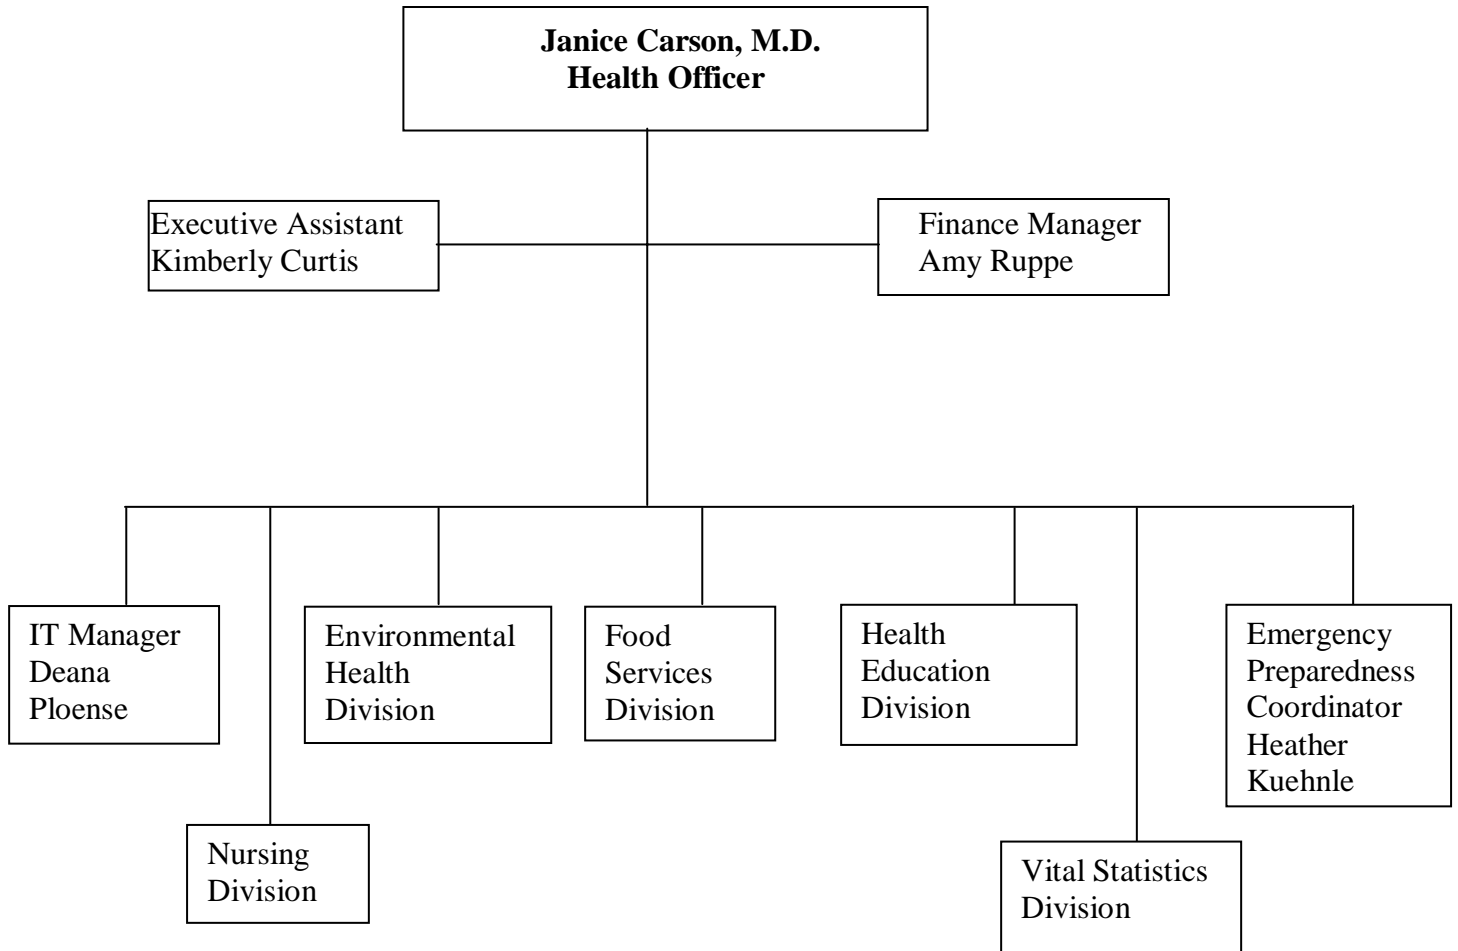 Janice Carson, M.D.
Health Officer
Executive Assistant
Kimberly Curtis
Finance Manager
Amy Ruppe
IT Manager
Deana
Ploense
Environmental
Health
Division
Food
Services
Division
Health
Education
Division
Emergency
Preparedness
Coordinator
Heather
Kuehnle
Nursing
Division
Vital Statistics
Division